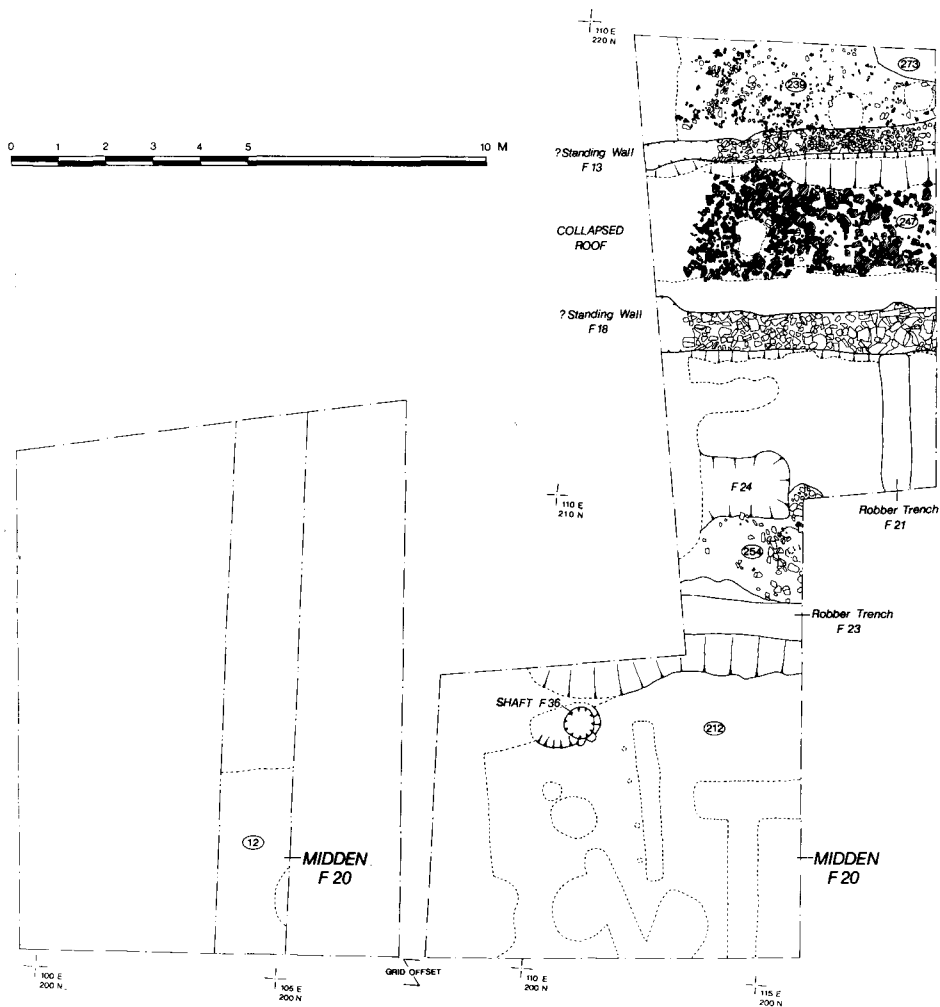 110 E
220 N
273
239
0 1 2 3 4 5 10 M
?Standing Wall
F 13
247
COLLAPSED
ROOF
?Standing Wall
F 18
F 24
110 E
210 N
Robber Trench
F 21
254
Robber Trench
F 23
SHAFT F 36
212
12
MIDDEN
F 20
MIDDEN
F 20
100 E
200 N
105 E
200 N
GRID OFFSET
110 E
200 N
115 E
200 N